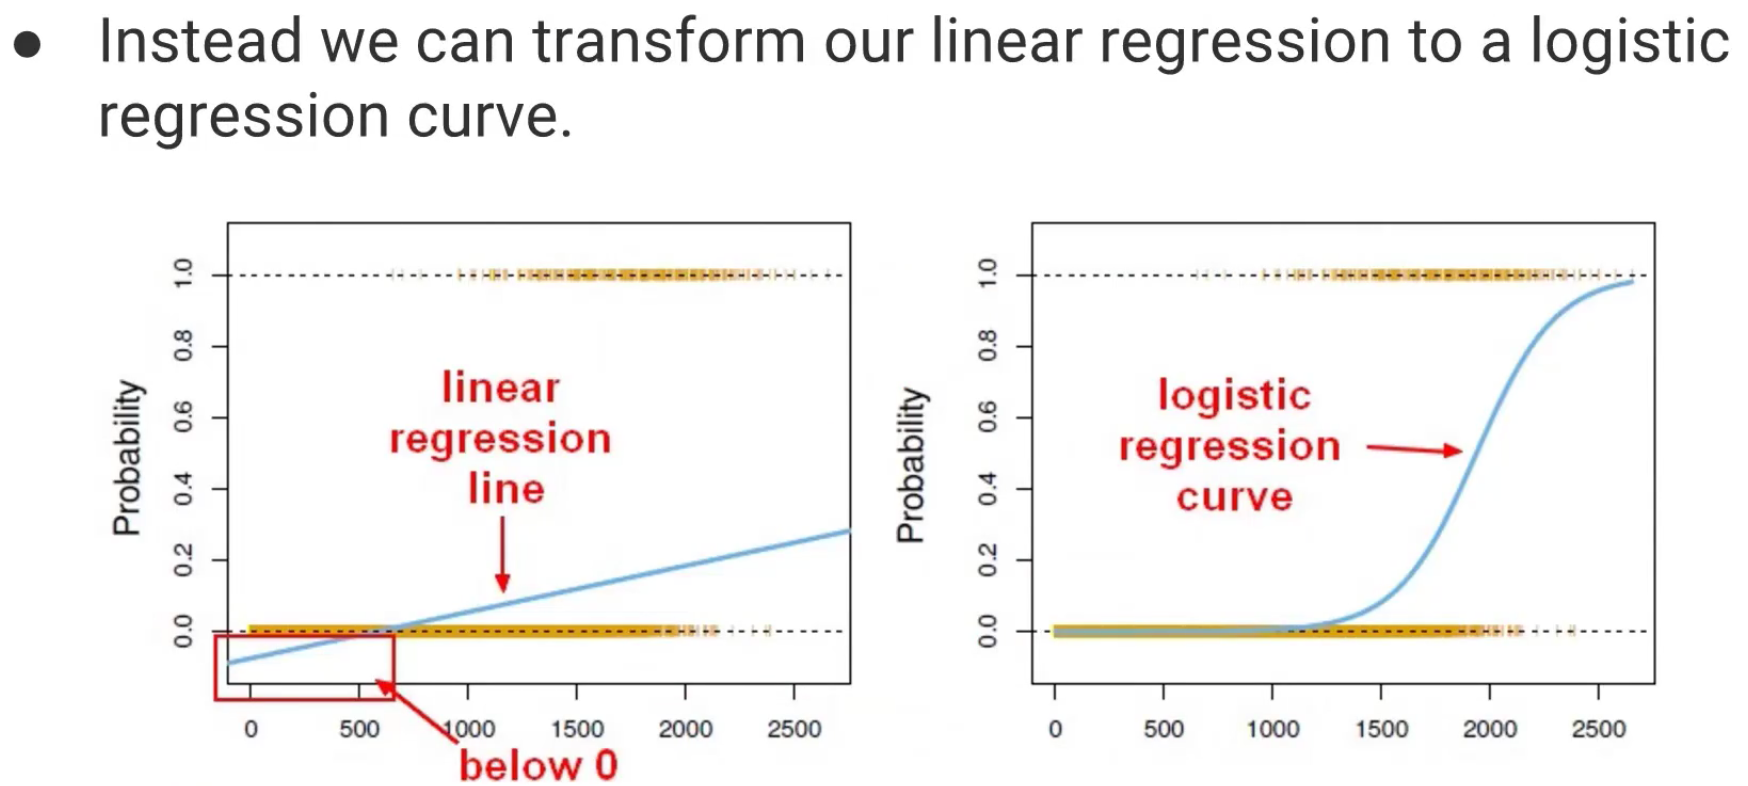 ● Instead we can transform our linear regression to a logistic
regression curve.
Probability
1.0
0.8
0.6
0.4
0.2
0.0
linear
regression
line
0 500 1000 1500 2000 2500
below 0
Probability
1.0
0.8
0.6
0.4
0.2
0.0
logistic
regression
curve
0 500 1000 1500 2000 2500